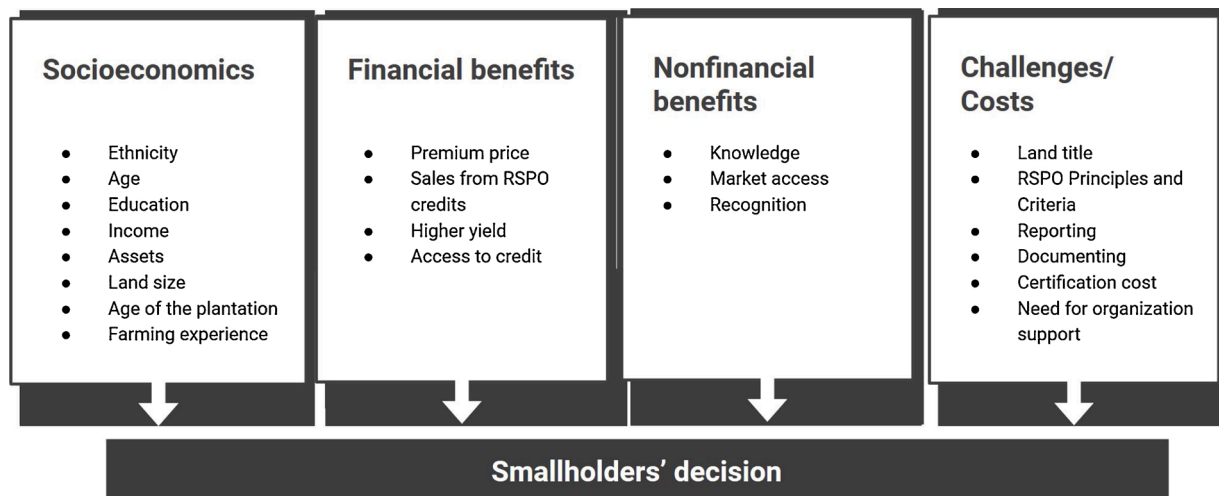 Socioeconomics
● Ethnicity
● Age
● Education
● Income
● Assets
● Land size
● Age of the plantation
● Farming experience
Financial benefits
● Premium price
● Sales from RSPO
credits
● Higher yield
● Access to credit
Nonfinancial
benefits
● Knowledge
● Market access
● Recognition
Challenges/
Costs
● Land title
● RSPO Principles and
Criteria
● Reporting
● Documenting
● Certification cost
● Need for organization
support
Smallholders’ decision